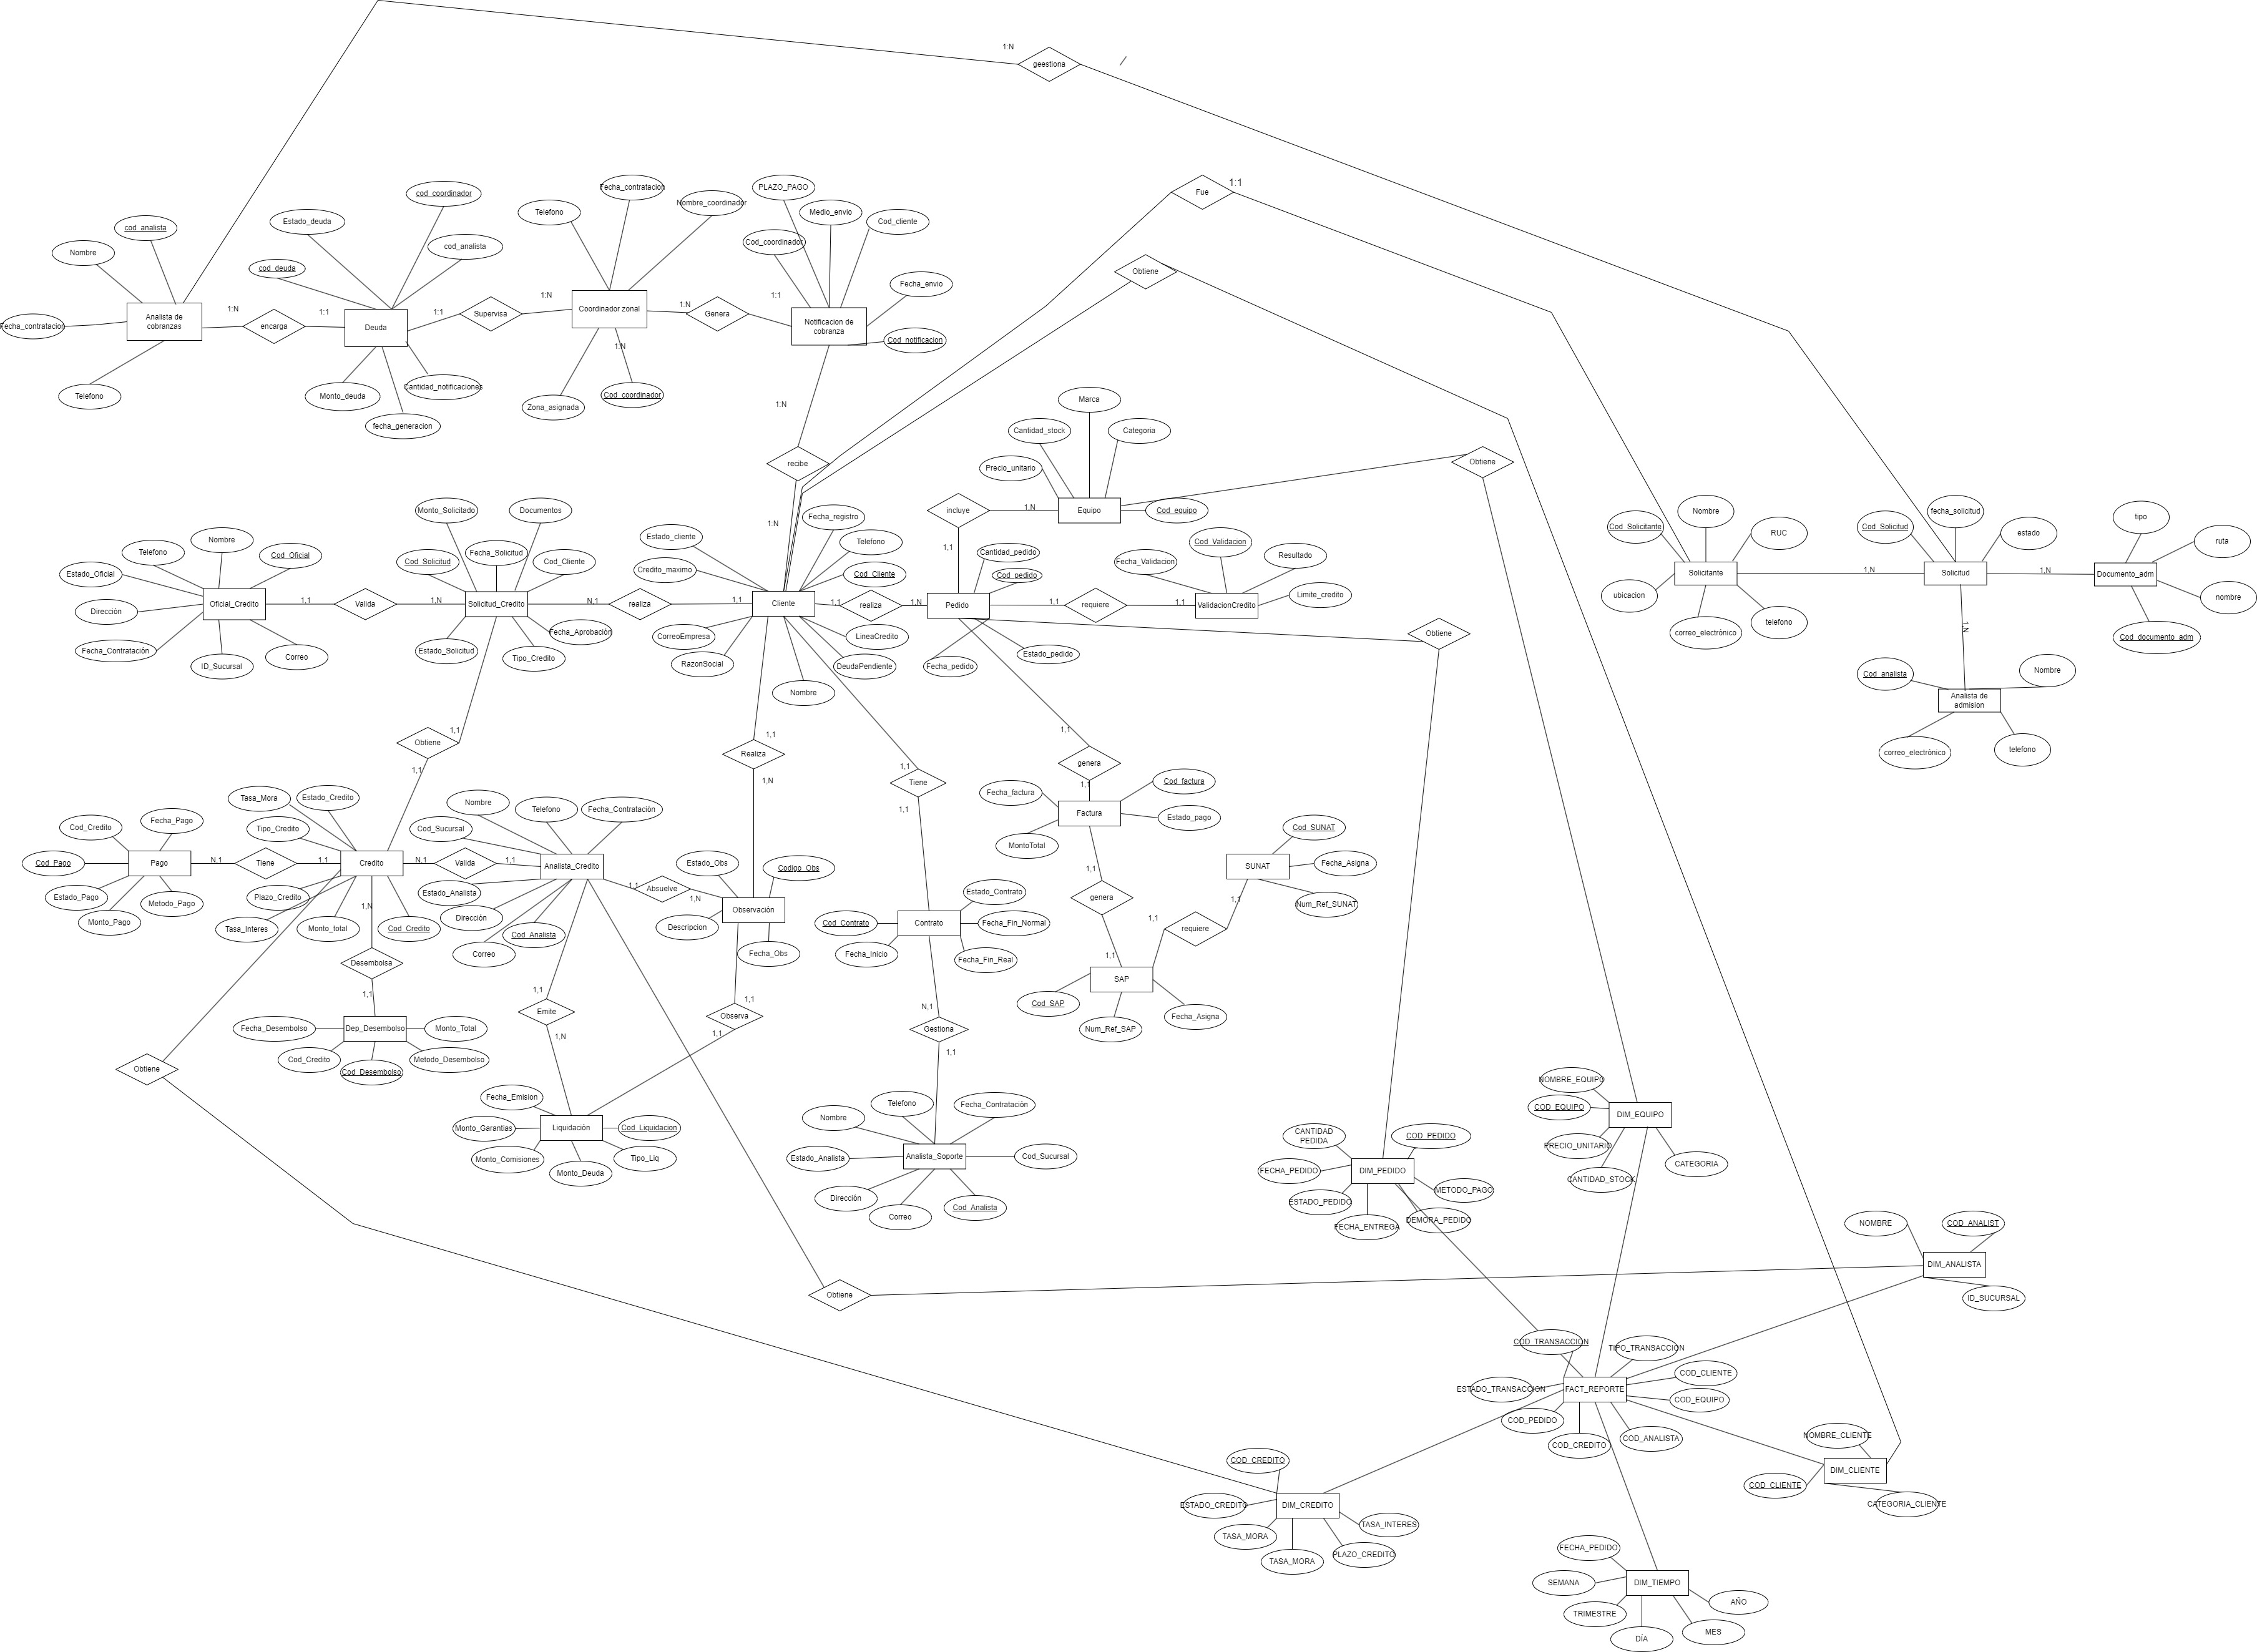 1:N
geestiona
/
Fue
1:1
Obtiene
cod_analista
Nombre
Fecha_contratacion
Analista de
cobranzas
Telefono
1:N
encarga
1:1
cod_coordinador
Estado_deuda
cod_analista
cod_deuda
Deuda
Monto_deuda
Cantidad_notificaciones
fecha_generacion
1:1
Supervisa
1:N
Fecha_contratacion
Telefono
Nombre_coordinador
Coordinador zonal
1:N
Zona_asignada
Cod_coordinador
1:N
Genera
1:1
PLAZO_PAGO
Medio_envio
Cod_cliente
Cod_coordinador
Fecha_envio
Notificacion de
cobranza
Cod_notificacion
1:N
recibe
1:N
Marca
Cantidad_stock
Categoria
Precio_unitario
Equipo
Cod_equipo
incluye
1,N
1,1
Obtiene
Nombre
Telefono
Cod_Oficial
Estado_Oficial
Oficial_Credito
Dirección
Fecha_Contratación
ID_Sucursal
Correo
1,1
Valida
1,N
Monto_Solicitado
Documentos
Fecha_Solicitud
Cod_Solicitud
Cod_Cliente
Solicitud_Credito
Fecha_Aprobación
Estado_Solicitud
Tipo_Credito
N,1
realiza
1,1
Fecha_registro
Estado_cliente
Telefono
Credito_maximo
Cod_Cliente
Cliente
CorreoEmpresa
LineaCredito
RazonSocial
DeudaPendiente
Nombre
1,1
realiza
1,N
Cantidad_pedido
Cod_pedido
Pedido
Estado_pedido
Fecha_pedido
1,1
requiere
1,1
Cod_Validacion
Fecha_Validacion
Resultado
Limite_credito
ValidacionCredito
Obtiene
Cod_Solicitante
Nombre
RUC
Solicitante
ubicacion
correo_electrónico
telefono
1,N
fecha_solicitud
Cod_Solicitud
estado
Solicitud
1,N
tipo
ruta
Documento_adm
nombre
Cod_documento_adm
1,N
Cod_analista
Nombre
Analista de
admision
correo_electrónico
telefono
1,1
Obtiene
1,1
1,1
Realiza
1,N
1,1
Tiene
1,1
1,1
genera
1,1
Fecha_factura
Cod_factura
Factura
Estado_pago
MontoTotal
1,1
genera
1,1
Cod_SUNAT
SUNAT
Fecha_Asigna
Num_Ref_SUNAT
1,1
requiere
1,1
SAP
Cod_SAP
Num_Ref_SAP
Fecha_Asigna
Fecha_Pago
Cod_Credito
Cod_Pago
Pago
Estado_Pago
Metodo_Pago
Monto_Pago
N,1
Tiene
1,1
Tasa_Mora
Estado_Credito
Tipo_Credito
Credito
Plazo_Credito
Tasa_Interes
Monto_total
Cod_Credito
1,N
Desembolsa
1,1
N,1
Valida
1,1
Nombre
Telefono
Fecha_Contratación
Cod_Sucursal
Analista_Credito
Estado_Analista
Dirección
Cod_Analista
Correo
1,1
Absuelve
1,N
Estado_Obs
Codigo_Obs
Observación
Descripcion
Fecha_Obs
1,1
Observa
1,1
Estado_Contrato
Cod_Contrato
Contrato
Fecha_Fin_Normal
Fecha_Inicio
Fecha_Fin_Real
N,1
Gestiona
1,1
1,1
Emite
1,N
Fecha_Desembolso
Dep_Desembolso
Monto_Total
Cod_Credito
Metodo_Desembolso
Cod_Desembolso
Obtiene
Fecha_Emision
Monto_Garantias
Liquidación
Cod_Liquidacion
Monto_Comisiones
Tipo_Liq
Monto_Deuda
Telefono
Fecha_Contratación
Nombre
Estado_Analista
Analista_Soporte
Cod_Sucursal
Dirección
Cod_Analista
Correo
Obtiene
CANTIDAD
PEDIDA
COD_PEDIDO
FECHA_PEDIDO
DIM_PEDIDO
METODO_PAGO
ESTADO_PEDIDO
FECHA_ENTREGA
DEMORA_PEDIDO
NOMBRE_EQUIPO
COD_EQUIPO
DIM_EQUIPO
PRECIO_UNITARIO
CANTIDAD_STOCK
CATEGORIA
NOMBRE
COD_ANALIST
DIM_ANALISTA
ID_SUCURSAL
COD_TRANSACCION
TIPO_TRANSACCION
COD_CLIENTE
ESTADO_TRANSACCION
FACT_REPORTE
COD_EQUIPO
COD_PEDIDO
COD_CREDITO
COD_ANALISTA
NOMBRE_CLIENTE
DIM_CLIENTE
COD_CLIENTE
CATEGORIA_CLIENTE
COD_CREDITO
ESTADO_CREDITO
DIM_CREDITO
TASA_INTERES
TASA_MORA
TASA_MORA
PLAZO_CREDITO
FECHA_PEDIDO
SEMANA
DIM_TIEMPO
TRIMESTRE
AÑO
DÍA
MES